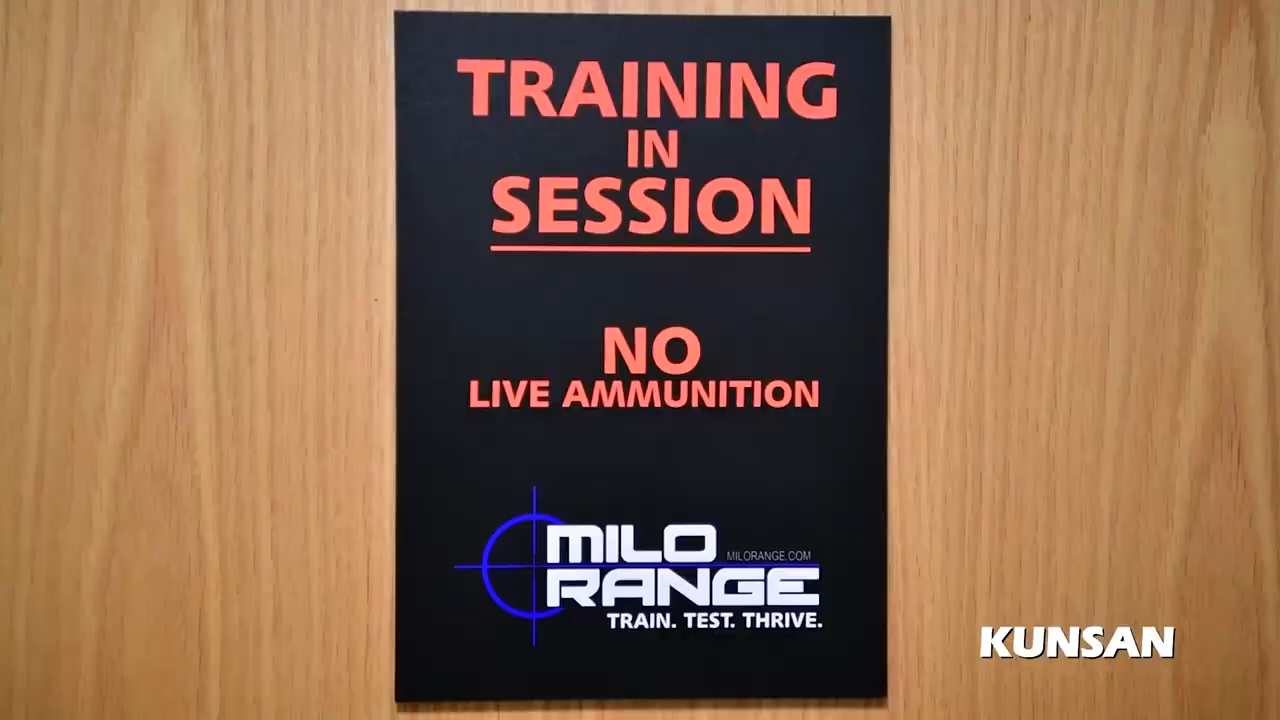 TRAINING
IN
SESSION
NO
LIVE AMMUNITION
MILO
MILORANGE.COM
RANGE
TRAIN. TEST. THRIVE.
KUNSAN